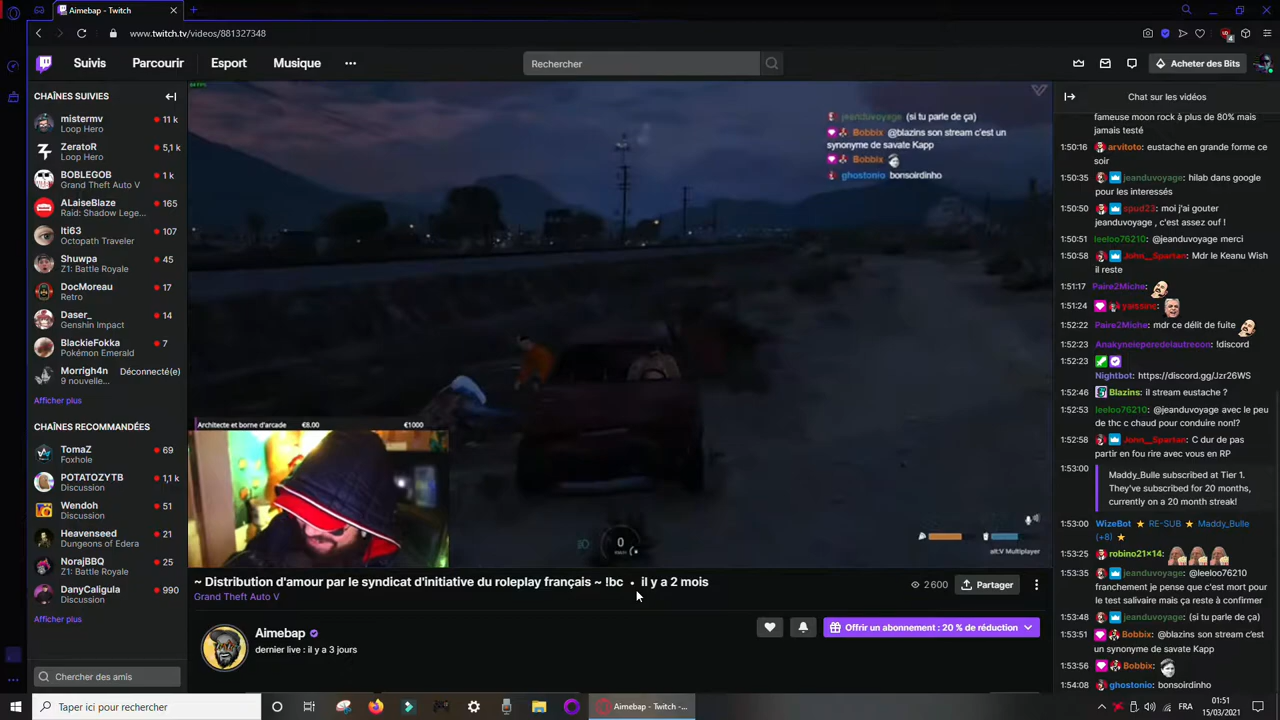 Aimebap - Twitch
www.twitch.tv/videos/881327348
Suivis
Parcourir
Esport
Musique
Rechercher
Acheter des Bits
CHAÎNES SUIVIES
mistermv
11 k
Loop Hero
ZeratoR
5,1 k
Loop Hero
BOBLEGOB
1 k
Grand Theft Auto V
ALaiseBlaze
165
Raid: Shadow Lege...
lti63
107
Octopath Traveler
Shuwpa
45
Z1: Battle Royale
DocMoreau
17
Retro
Daser_
14
Genshin Impact
BlackieFokka
7
Pokémon Emerald
Morrigh4n
Déconnecté(e)
9 nouvelle...
Afficher plus
CHAÎNES RECOMMANDÉES
TomaZ
69
Foxhole
POTATOZYTB
1,1 k
Discussion
Wendoh
51
Discussion
Heavenseed
21
Dungeons of Edera
NorajBBQ
25
Z1: Battle Royale
DanyCaligula
990
Discussion
Afficher plus
Chercher des amis
jeanduvoyage (si tu parle de ça)
Bobbix @blazins son stream c'est un
synonyme de savate Kapp
Bobbix
ghostonio bonsoirdinho
Architecte et borne d'arcade €8.00 €1000
0
alt:V Multiplayer
~ Distribution d'amour par le syndicat d'initiative du roleplay français ~ !bc • il y a 2 mois
Grand Theft Auto V
2 600
Partager
Aimebap
dernier live : il y a 3 jours
Offrir un abonnement : 20 % de réduction
Chat sur les vidéos
fameuse moon rock à plus de 80% mais
jamais testé
1:50:16 arvitoto: eustache en grande forme ce
soir
1:50:35 jeanduvoyage: hilab dans google
pour les interessés
1:50:50 spud23: moi j'ai gouter
jeanduvoyage , c'est assez ouf !
1:50:51 leeloo76210: @jeanduvoyage merci
1:50:58 John__Spartan: Mdr le Keanu Wish
il reste
1:51:17 Paire2Miche:
1:51:24 yaissine:
1:52:22 Paire2Miche: mdr ce délit de fuite
1:52:23 Anakyneieperedelautrecon: !discord
1:52:23
Nightbot: https://discord.gg/Jzr26WS
1:52:46 Blazins: il stream eustache ?
1:52:53 leeloo76210: @jeanduvoyage avec le peu
de thc c chaud pour conduire non!?
1:52:58 John__Spartan: C dur de pas
partir en fou rire avec vous en RP
1:53:00 Maddy_Bulle subscribed at Tier 1.
They've subscribed for 20 months,
currently on a 20 month streak!
1:53:00 WizeBot ★ RE-SUB ★ Maddy_Bulle
(+8) ★
1:53:25 robino21x14:
1:53:35 jeanduvoyage: @leeloo76210
franchement je pense que c'est mort pour
le test salivaire mais ça reste à confirmer
1:53:48 jeanduvoyage: (si tu parle de ça)
1:53:51 Bobbix: @blazins son stream c'est
un synonyme de savate Kapp
1:53:56 Bobbix:
1:54:08 ghostonio: bonsoirdinho
Taper ici pour rechercher
Aimebap - Twitch -...
FRA
01:51
15/03/2021